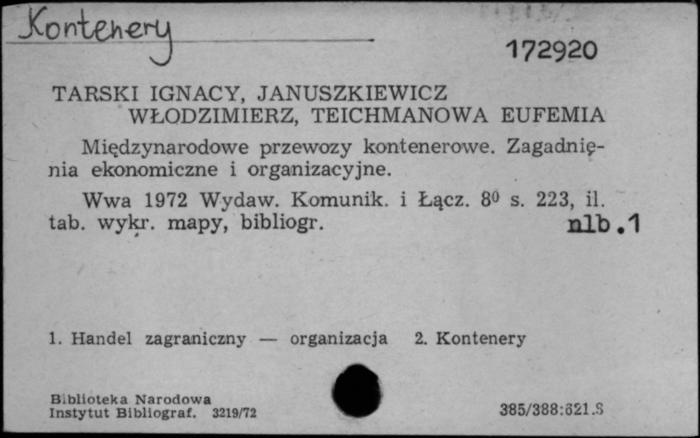 Kontenery
172920
TARSKI IGNACY, JANUSZKIEWICZ
WŁODZIMIERZ, TEICHMANOWA EUFEMIA
Międzynarodowe przewozy kontenerowe. Zagadnię-
nia ekonomiczne i organizacyjne.
Wwa 1972 Wydaw. Komunik. i Łącz. 8⁰ s. 223, il.
tab. wykr. mapy, bibliogr. nlb.1
1. Handel zagraniczny — organizacja 2. Kontenery
Biblioteka Narodowa
Instytut Bibliograf. 3219/72
385/388:621.8